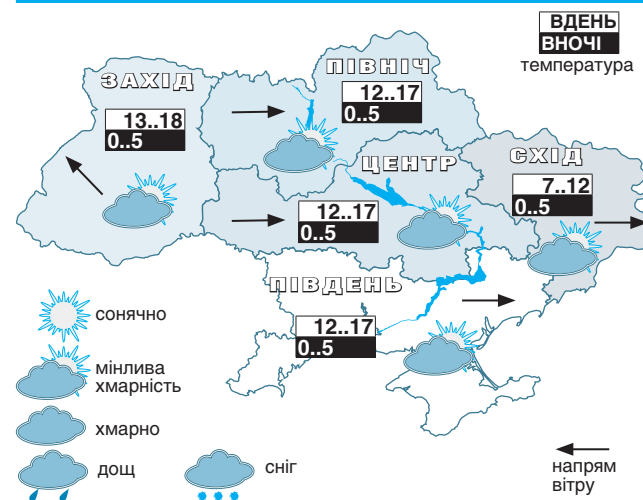 ВДЕНЬ
ВНОЧІ
температура
ЗАХІД
13..18
0..5
ПІВНІЧ
12..17
0..5
ЦЕНТР
12..17
0..5
СХІД
7..12
0..5
ПІВДЕНЬ
12..17
0..5
сонячно
мінлива
хмарність
хмарно
дощ
сніг
напрям
вітру